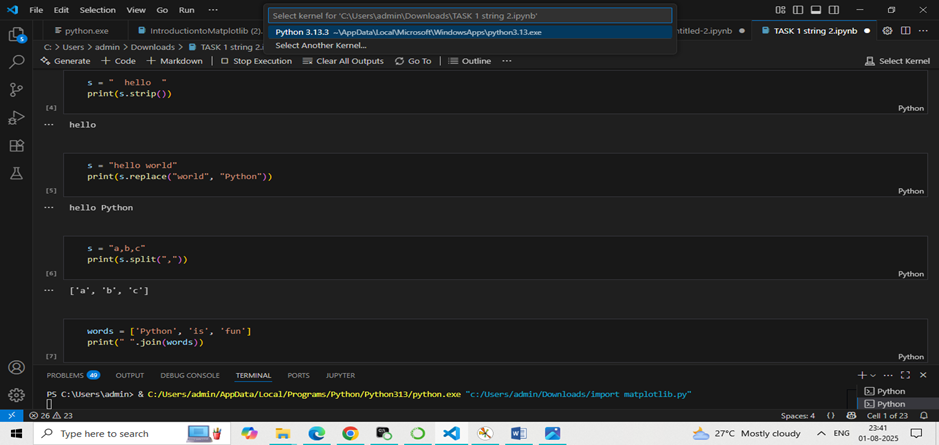 File Edit Selection View Go Run ···
Select kernel for 'C:\Users\admin\Downloads\TASK 1 string 2.ipynb'
Python 3.13.3 ~\AppData\Local\Microsoft\WindowsApps\python3.13.exe
Select Another Kernel...
python.exe IntroductiontoMatplotlib (2). ntitled-2.ipynb TASK 1 string 2.ipynb
C: > Users > admin > Downloads > TASK 1 string 2.i
Generate + Code + Markdown Stop Execution Clear All Outputs Go To Outline ··· Select Kernel
5
s = "  hello  "
print(s.strip())
[4] Python
··· hello
s = "hello world"
print(s.replace("world", "Python"))
[5] Python
··· hello Python
s = "a,b,c"
print(s.split(","))
[6] Python
··· ['a', 'b', 'c']
words = ['Python', 'is', 'fun']
print(" ".join(words))
[7] Python
PROBLEMS 49 OUTPUT DEBUG CONSOLE TERMINAL PORTS JUPYTER
PS C:\Users\admin> & C:/Users/admin/AppData/Local/Programs/Python/Python313/python.exe "c:/Users/admin/Downloads/import matplotlib.py"
Python
Python
26 23 Spaces: 4 {} Cell 1 of 23
Type here to search 27°C Mostly cloudy ENG 23:41
01-08-2025